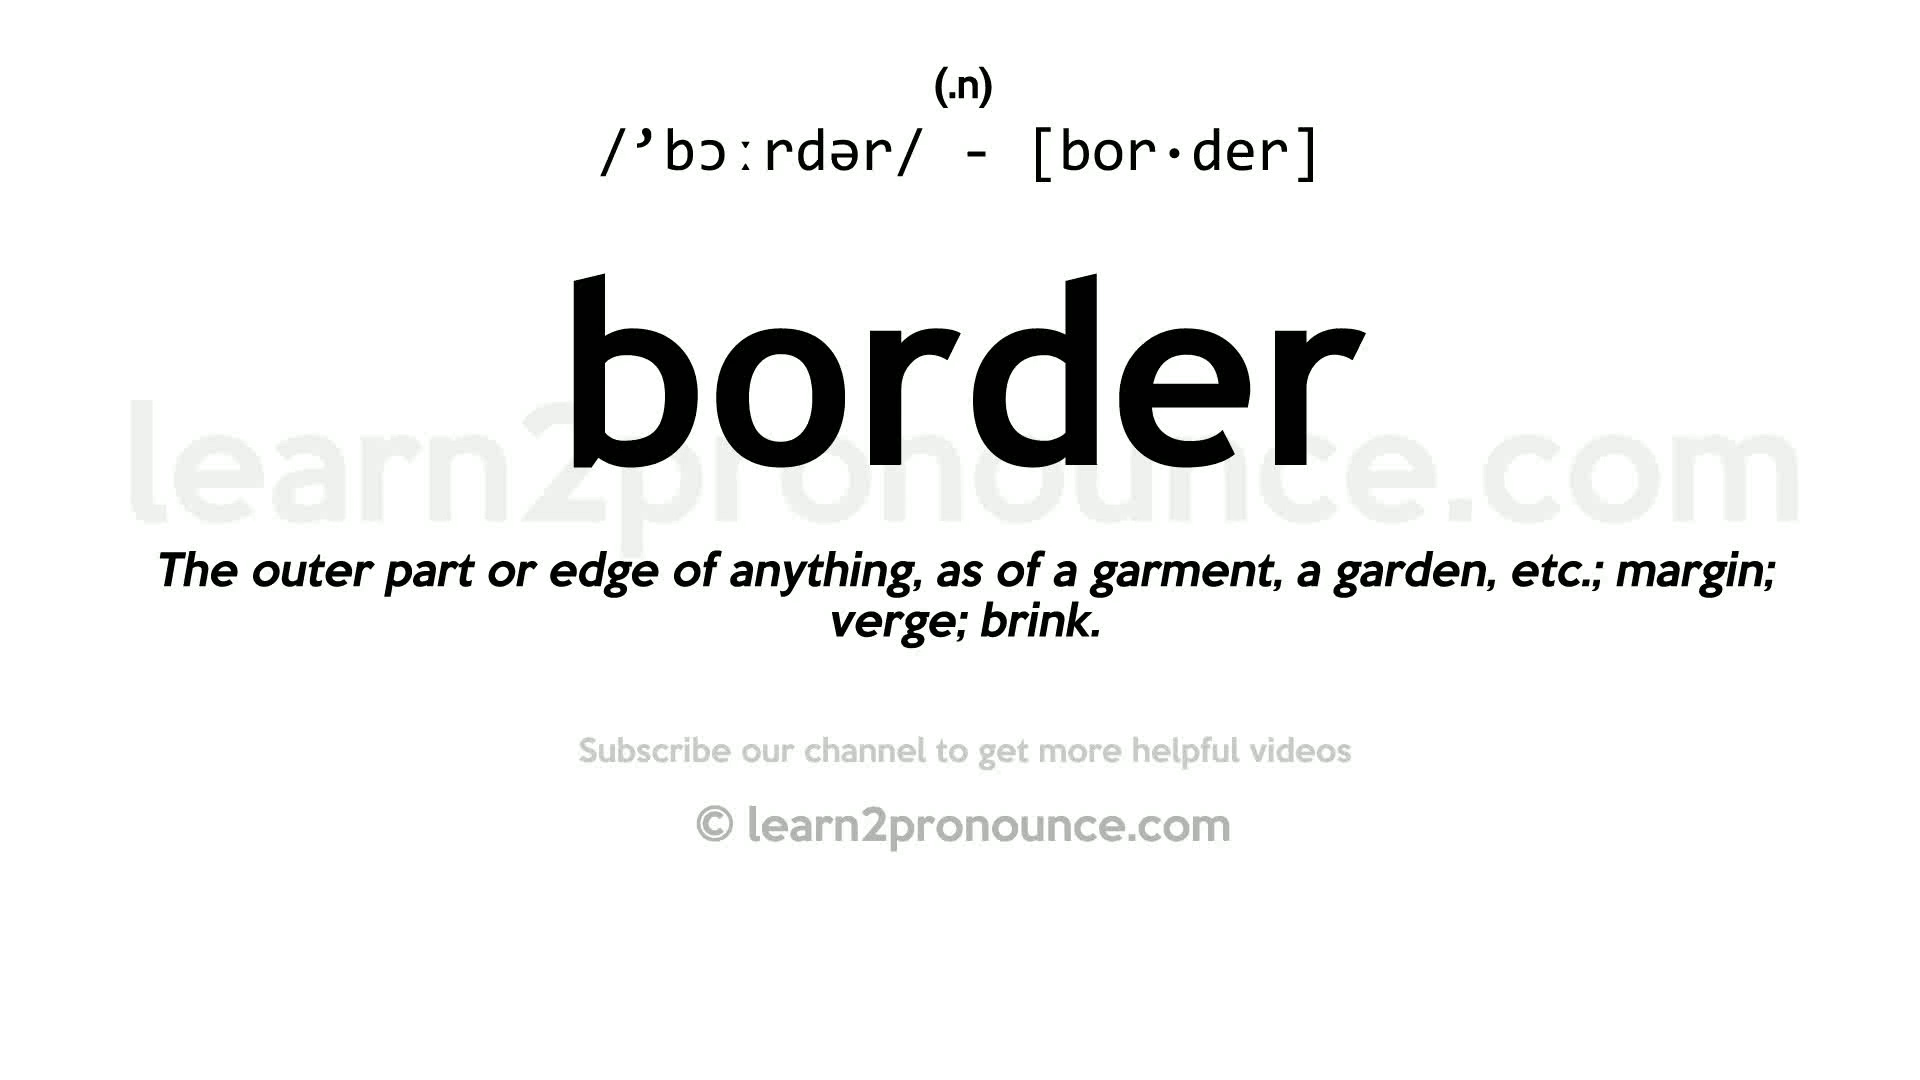 (.n)
/’bɔːrdər/ - [bor·der]
border
learn2pronounce.com
The outer part or edge of anything, as of a garment, a garden, etc.; margin;
verge; brink.
Subscribe our channel to get more helpful videos
© learn2pronounce.com